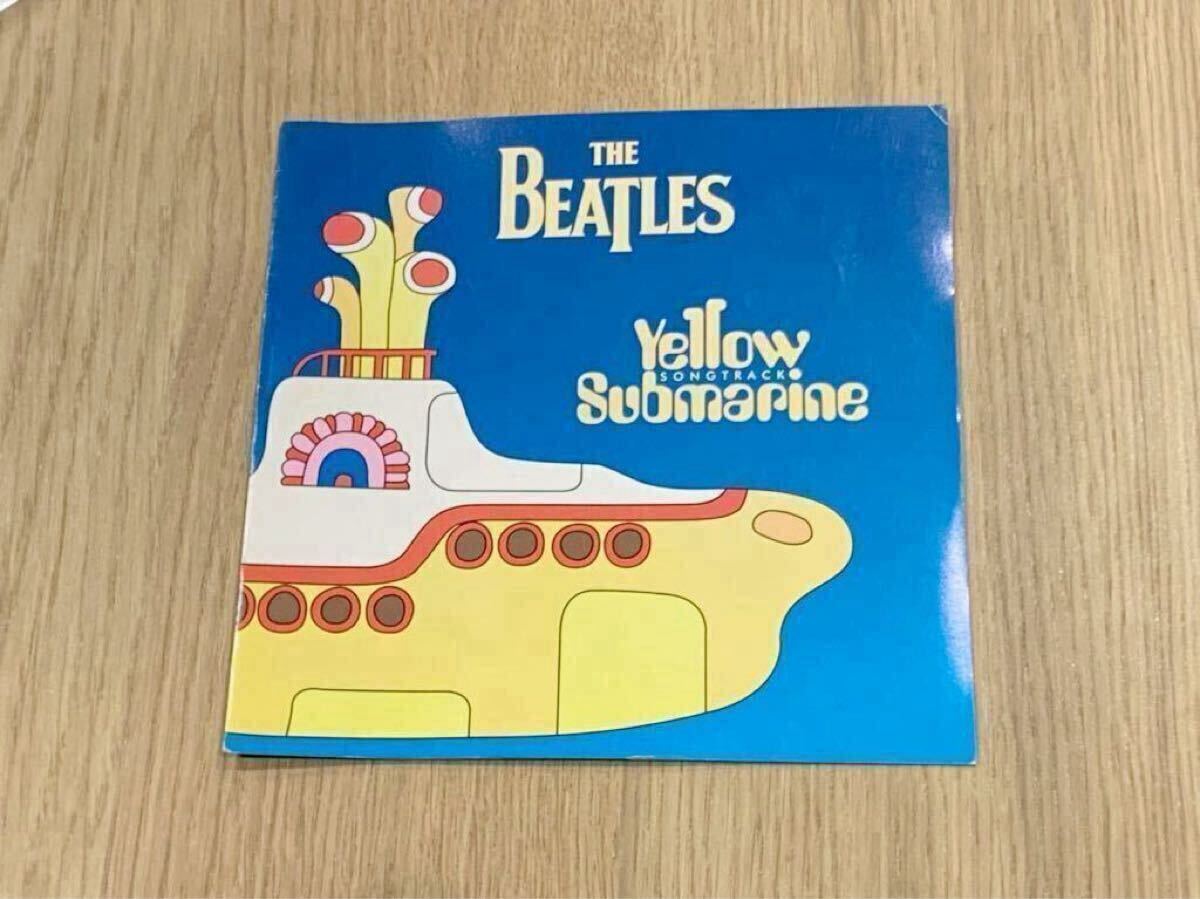 THE
BEATLES
Yellow
SONGTRACK
Submarine